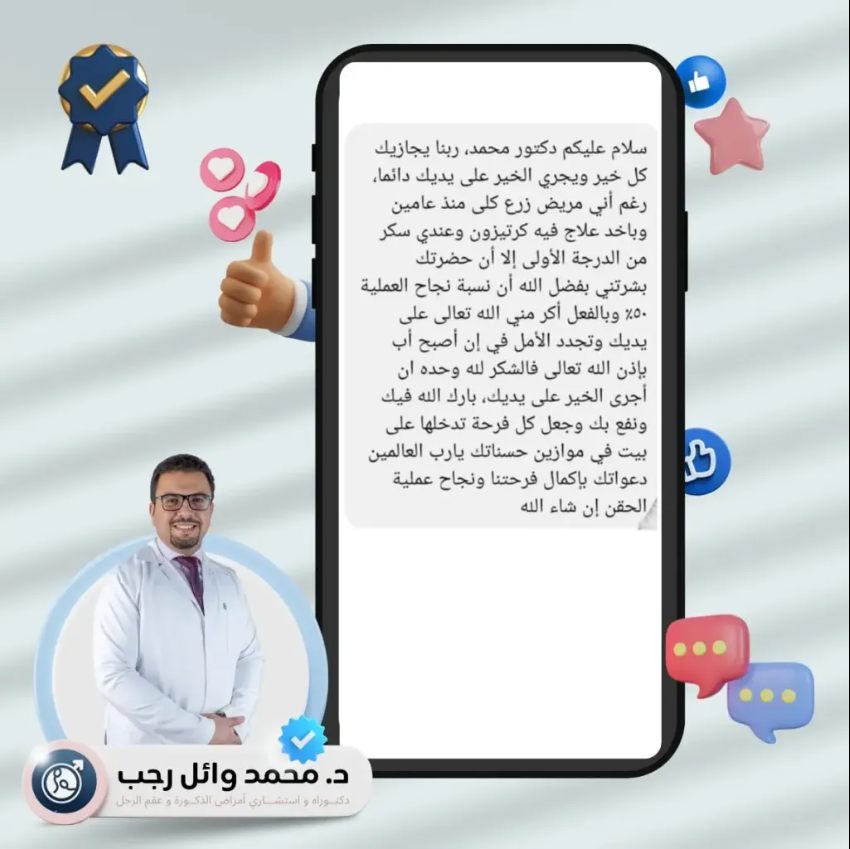 سلام عليكم دكتور محمد، ربنا يجازيك
كل خير ويجري الخير على يديك دائما،
رغم أني مريض زرع كلى منذ عامين
وباخد علاج فيه كرتيزون وعندي سكر
من الدرجة الأولى إلا أن حضرتك
بشرتني بفضل الله أن نسبة نجاح العملية
٥٠٪ وبالفعل أكر مني الله تعالى على
يديك وتجدد الأمل في إن أصبح أب
بإذن الله تعالى فالشكر لله وحده ان
أجرى الخير على يديك، بارك الله فيك
ونفع بك وجعل كل فرحة تدخلها على
بيت في موازين حسناتك يارب العالمين
دعواتك بإكمال فرحتنا ونجاح عملية
الحقن إن شاء الله
د. محمد وائل رجب
دكتوراه و استشاري أمراض الذكورة و عقم الرجل